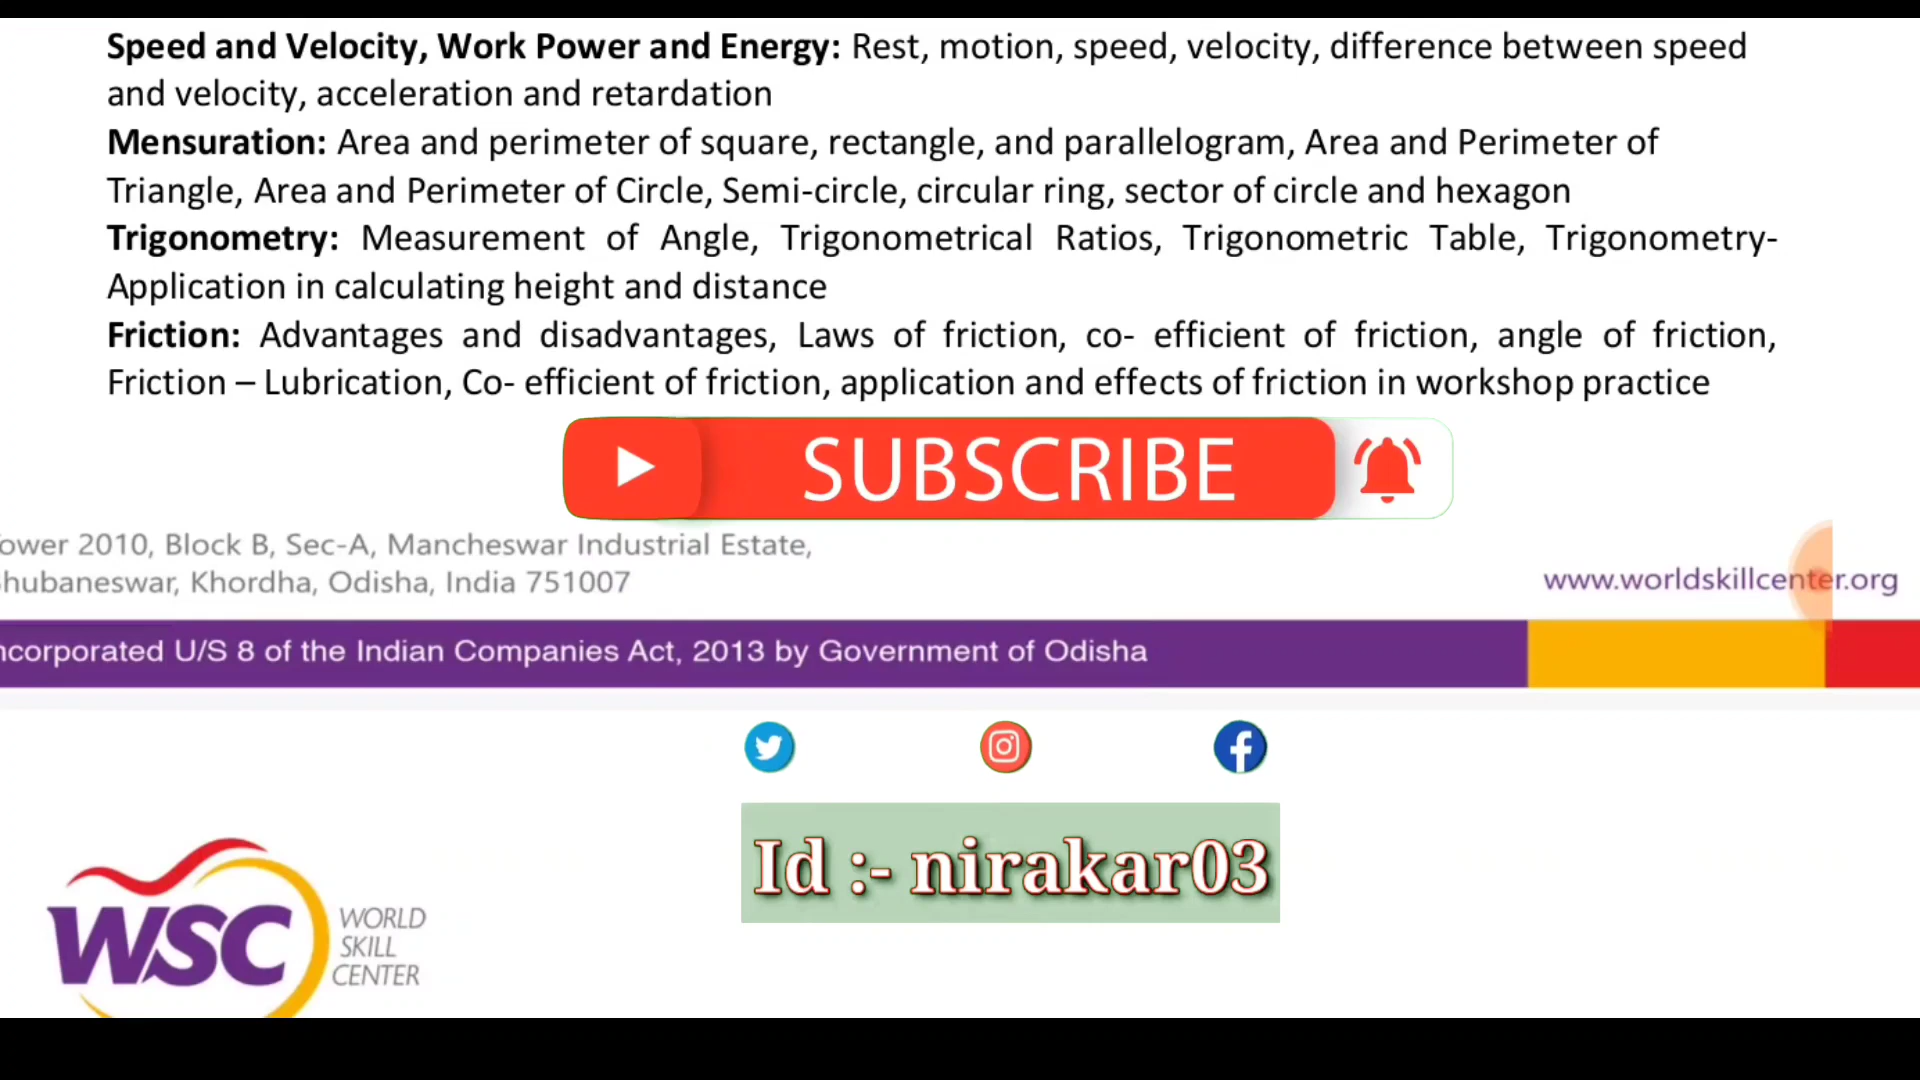 Speed and Velocity, Work Power and Energy: Rest, motion, speed, velocity, difference between speed
and velocity, acceleration and retardation
Mensuration: Area and perimeter of square, rectangle, and parallelogram, Area and Perimeter of
Triangle, Area and Perimeter of Circle, Semi-circle, circular ring, sector of circle and hexagon
Trigonometry: Measurement of Angle, Trigonometrical Ratios, Trigonometric Table, Trigonometry-
Application in calculating height and distance
Friction: Advantages and disadvantages, Laws of friction, co- efficient of friction, angle of friction,
Friction – Lubrication, Co- efficient of friction, application and effects of friction in workshop practice
SUBSCRIBE
ower 2010, Block B, Sec-A, Mancheswar Industrial Estate,
hubaneswar, Khordha, Odisha, India 751007
www.worldskillcenter.org
ncorporated U/S 8 of the Indian Companies Act, 2013 by Government of Odisha
Id :- nirakar03
WSC
WORLD
SKILL
CENTER